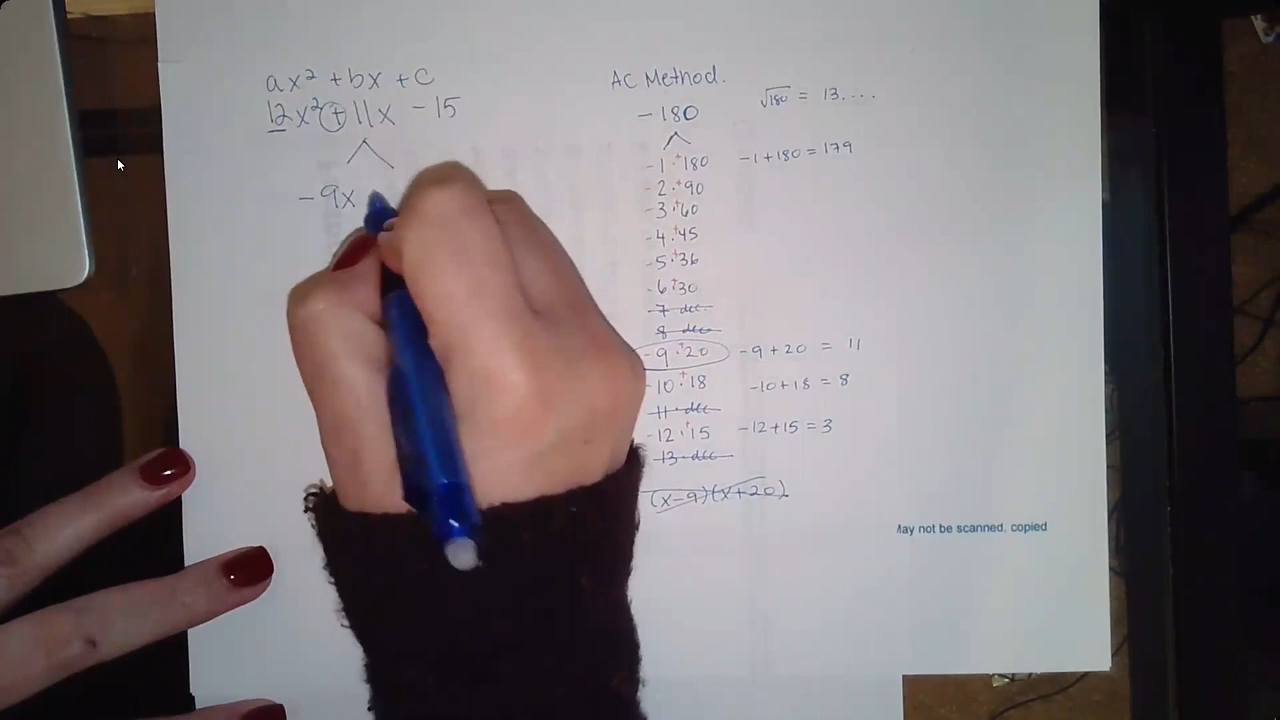 ax² + bx + c
12x² + 11x - 15
-9x
AC Method.
-180
-1 · +180
-2 · +90
-3 · +60
-4 · +45
-5 · +36
-6 · +30
7 dec.
8 dec
-9 · +20
-10 · +18
11 · dec
-12 · +15
13 · dec
(x-9)(x+20).
√180 = 13....
-1 + 180 = 179
-9 + 20 = 11
-10 + 18 = 8
-12 + 15 = 3
May not be scanned, copied